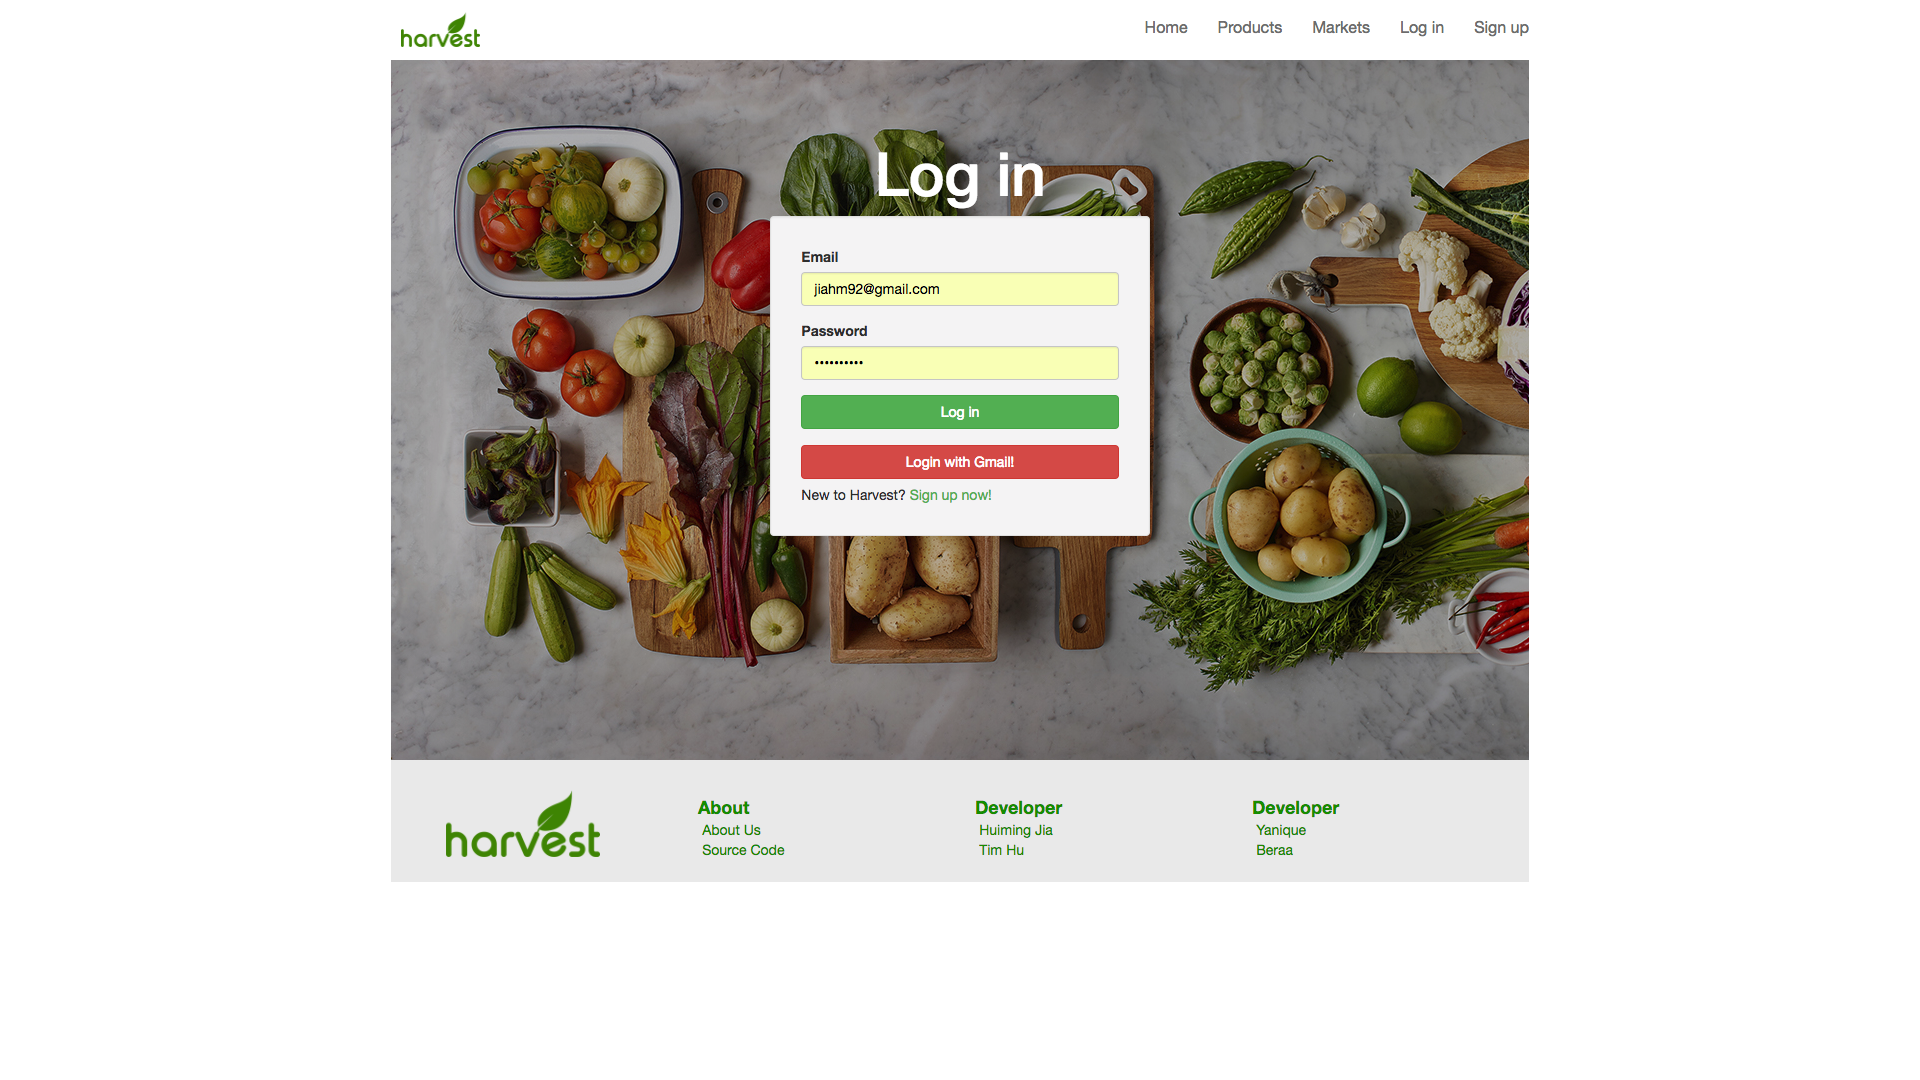 harvest
Home Products Markets Log in Sign up
Log in
Email
jiahm92@gmail.com
Password
••••••••••
Log in
Login with Gmail!
New to Harvest? Sign up now!
harvest
About
About Us
Source Code
Developer
Huiming Jia
Tim Hu
Developer
Yanique
Beraa